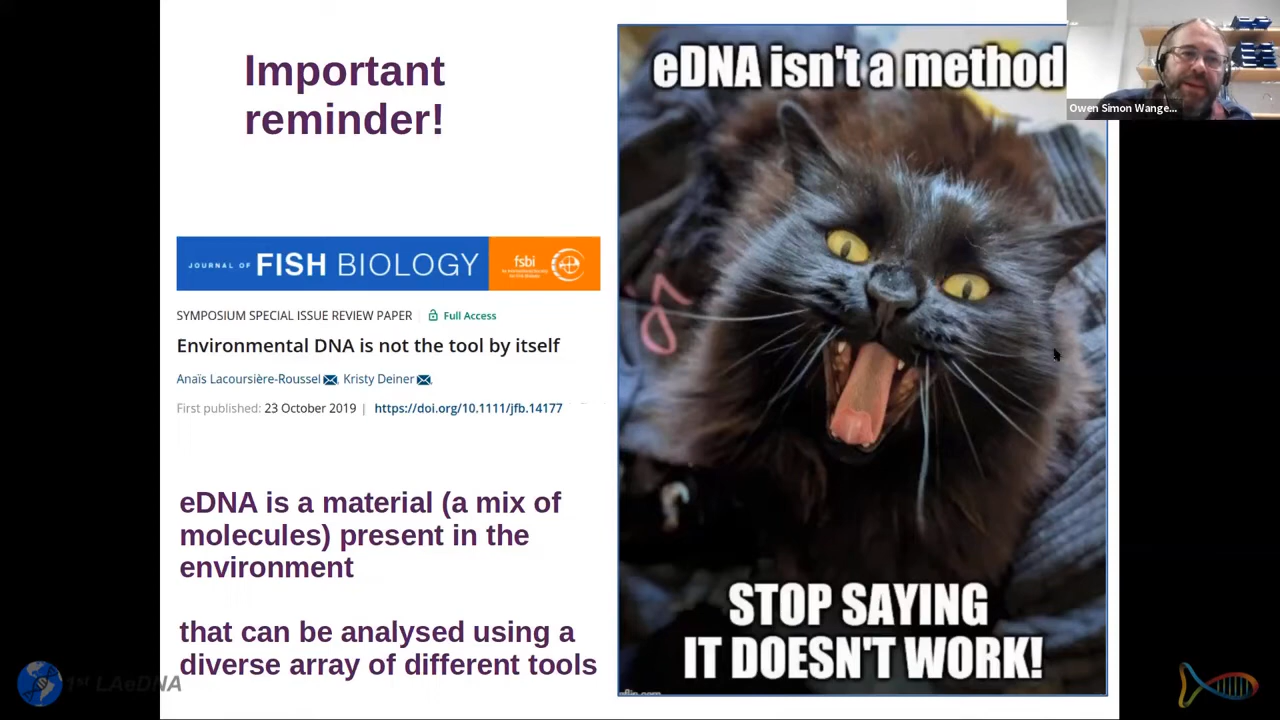 Important
reminder!
JOURNAL OF FISH BIOLOGY
fsbi
SYMPOSIUM SPECIAL ISSUE REVIEW PAPER
Full Access
Environmental DNA is not the tool by itself
Anaïs Lacoursière-Roussel, Kristy Deiner
First published: 23 October 2019 | https://doi.org/10.1111/jfb.14177
eDNA is a material (a mix of
molecules) present in the
environment
that can be analysed using a
diverse array of different tools
eDNA isn't a method
STOP SAYING
IT DOESN'T WORK!
Owen Simon Wange...
1st LAeDNA